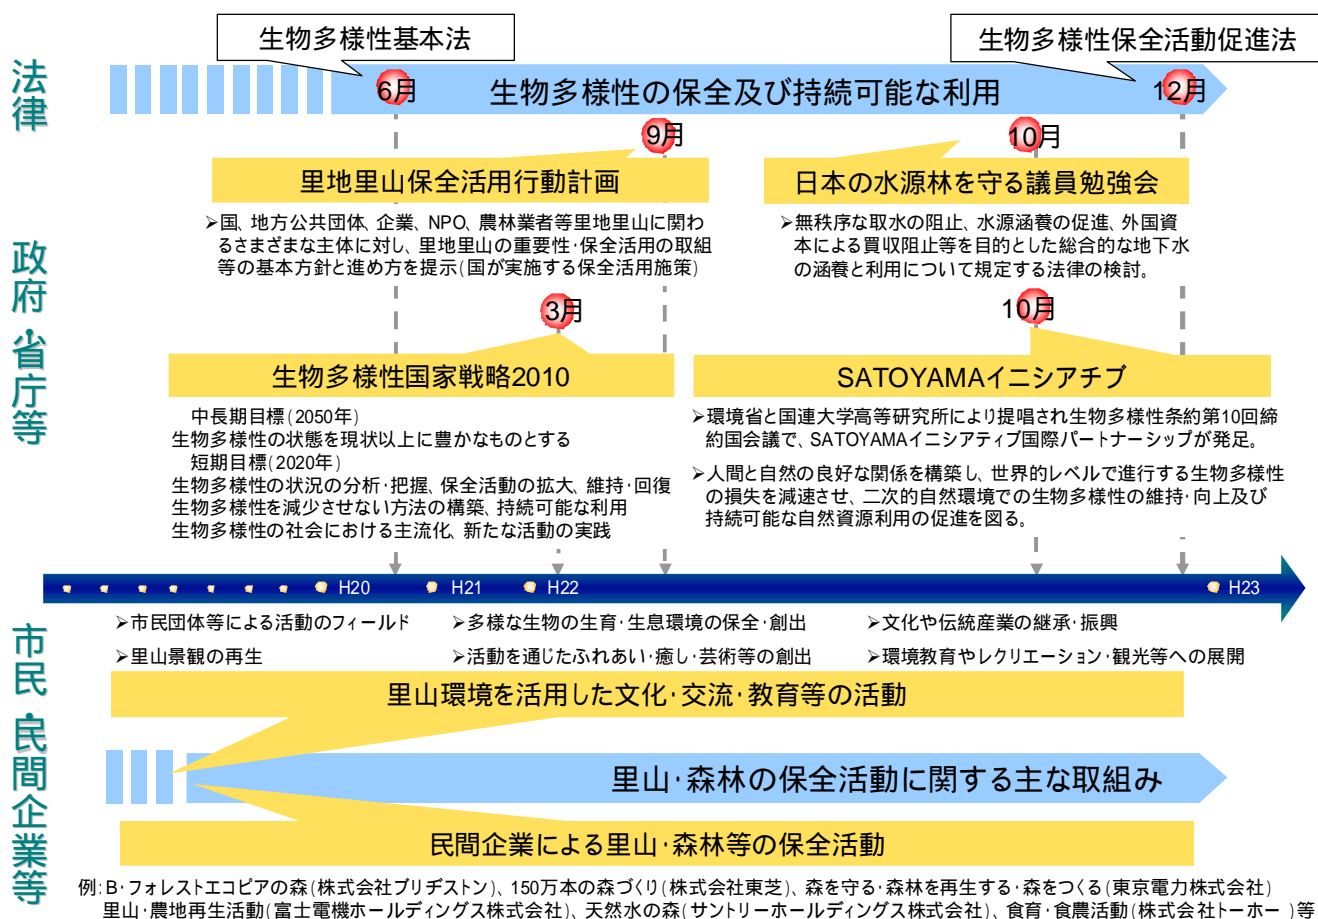 生物多様性基本法
生物多様性保全活動促進法
法律
6月
生物多様性の保全及び持続可能な利用
12月
9月
10月
里地里山保全活用行動計画
日本の水源林を守る議員勉強会
➢国、地方公共団体、企業、NPO、農林業者等里地里山に関わ
るさまざまな主体に対し、里地里山の重要性・保全活用の取組
等の基本方針と進め方を提示(国が実施する保全活用施策)
➢無秩序な取水の阻止、水源涵養の促進、外国資
本による買収阻止等を目的とした総合的な地下水
の涵養と利用について規定する法律の検討。
政府・省庁等
3月
10月
生物多様性国家戦略2010
SATOYAMAイニシアチブ
中長期目標(2050年)
生物多様性の状態を現状以上に豊かなものとする
短期目標(2020年)
生物多様性の状況の分析・把握、保全活動の拡大、維持・回復
生物多様性を減少させない方法の構築、持続可能な利用
生物多様性の社会における主流化、新たな活動の実践
➢環境省と国連大学高等研究所により提唱され生物多様性条約第10回締
約国会議で、SATOYAMAイニシアティブ国際パートナーシップが発足。
➢人間と自然の良好な関係を構築し、世界的レベルで進行する生物多様性
の損失を減速させ、二次的自然環境での生物多様性の維持・向上及び
持続可能な自然資源利用の促進を図る。
H20
H21
H22
H23
市民・民間企業等
➢市民団体等による活動のフィールド
➢多様な生物の生育・生息環境の保全・創出
➢文化や伝統産業の継承・振興
➢里山景観の再生
➢活動を通じたふれあい・癒し・芸術等の創出
➢環境教育やレクリエーション・観光等への展開
里山環境を活用した文化・交流・教育等の活動
里山・森林の保全活動に関する主な取組み
民間企業による里山・森林等の保全活動
例:B・フォレストエコピアの森(株式会社ブリヂストン)、150万本の森づくり(株式会社東芝)、森を守る・森林を再生する・森をつくる(東京電力株式会社)
里山・農地再生活動(富士電機ホールディングス株式会社)、天然水の森(サントリーホールディングス株式会社)、食育・食農活動(株式会社トーホー )等